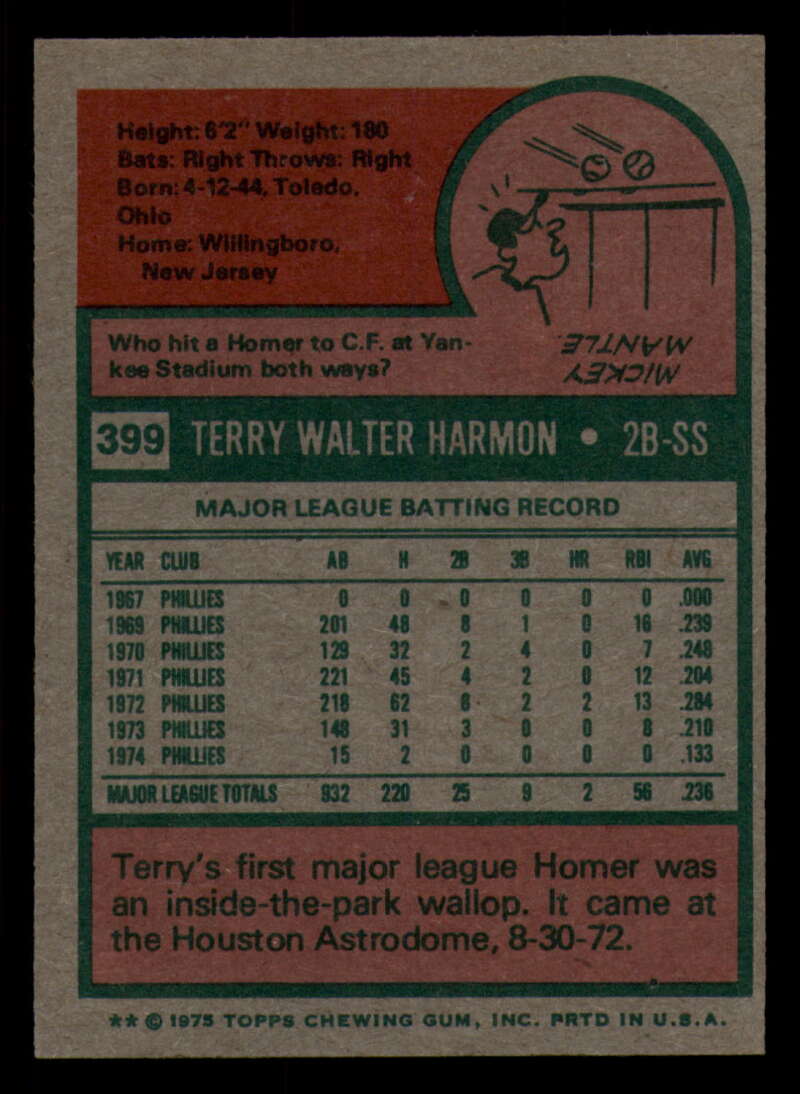 Height: 6'2" Weight: 180
Bats: Right Throws: Right
Born: 4-12-44, Toledo,
Ohio
Home: Willingboro,
New Jersey
Who hit a Homer to C.F. at Yan-
kee Stadium both ways?
MICKEY
MANTLE
399 TERRY WALTER HARMON • 2B-SS
MAJOR LEAGUE BATTING RECORD
YEAR CLUB AB H 2B 3B HR RBI AVG
1967 PHILLIES 0 0 0 0 0 0 .000
1969 PHILLIES 201 48 8 1 0 16 .239
1970 PHILLIES 129 32 2 4 0 7 .248
1971 PHILLIES 221 45 4 2 0 12 .204
1972 PHILLIES 218 62 8 2 2 13 .284
1973 PHILLIES 148 31 3 0 0 8 .210
1974 PHILLIES 15 2 0 0 0 0 .133
MAJOR LEAGUE TOTALS 932 220 25 9 2 56 .236
Terry's first major league Homer was
an inside-the-park wallop. It came at
the Houston Astrodome, 8-30-72.
** © 1975 TOPPS CHEWING GUM, INC. PRTD IN U.S.A.